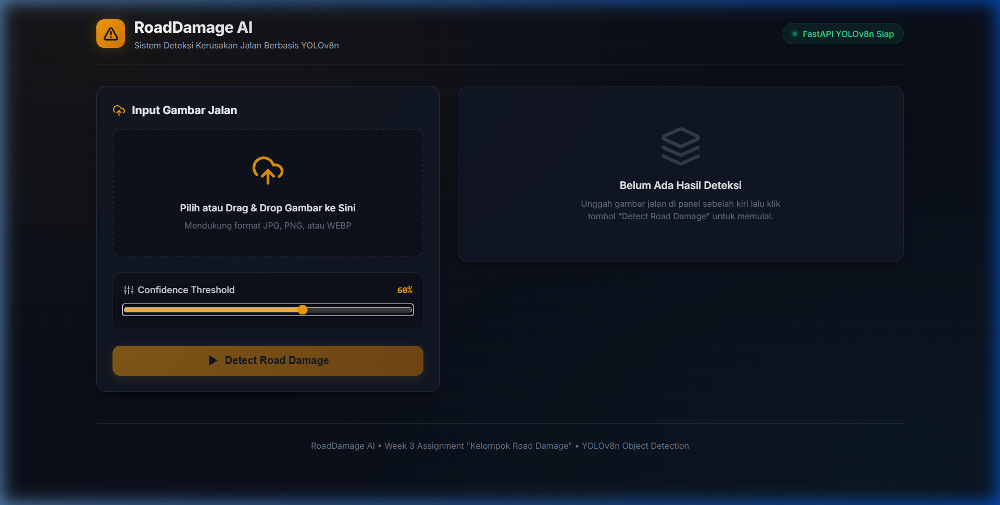 RoadDamage AI
Sistem Deteksi Kerusakan Jalan Berbasis YOLOv8n
FastAPI YOLOv8n Siap
Input Gambar Jalan
Pilih atau Drag & Drop Gambar ke Sini
Mendukung format JPG, PNG, atau WEBP
Confidence Threshold
60%
Detect Road Damage
Belum Ada Hasil Deteksi
Unggah gambar jalan di panel sebelah kiri lalu klik
tombol "Detect Road Damage" untuk memulai.
RoadDamage AI • Week 3 Assignment "Kelompok Road Damage" • YOLOv8n Object Detection